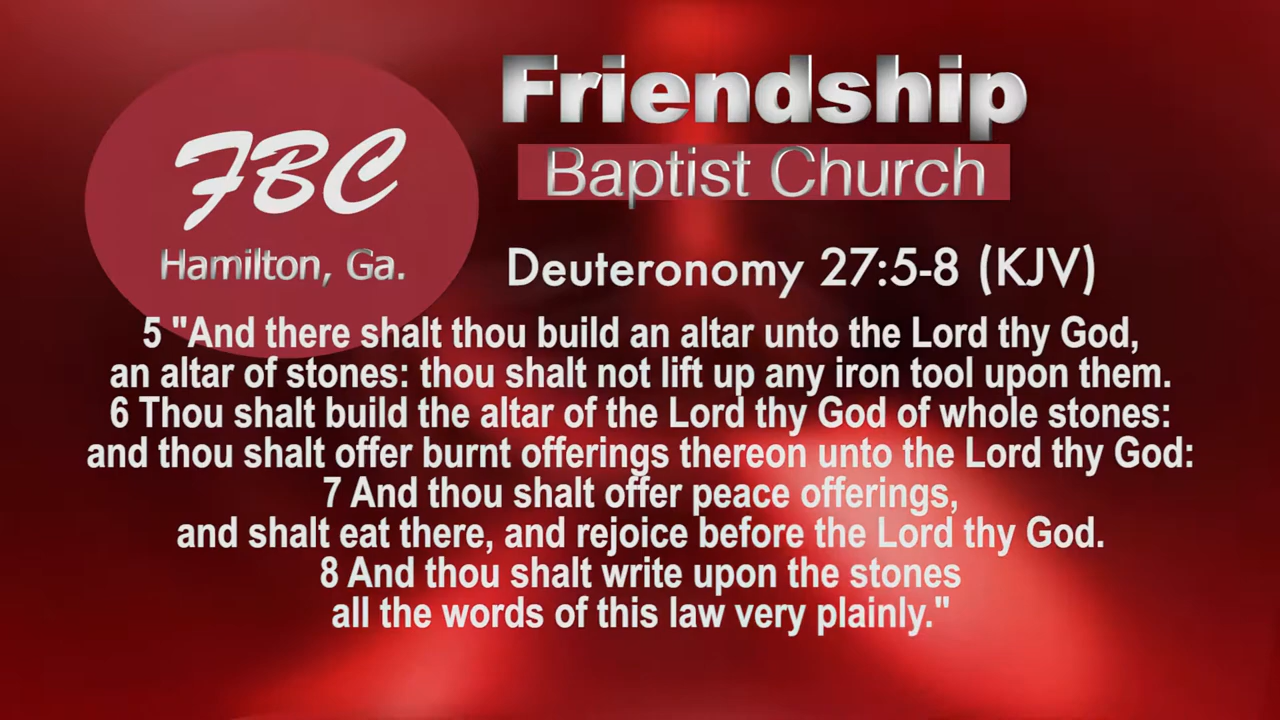 FBC
Hamilton, Ga.
Friendship
Baptist Church
Deuteronomy 27:5-8 (KJV)
5 "And there shalt thou build an altar unto the Lord thy God,
an altar of stones: thou shalt not lift up any iron tool upon them.
6 Thou shalt build the altar of the Lord thy God of whole stones:
and thou shalt offer burnt offerings thereon unto the Lord thy God:
7 And thou shalt offer peace offerings,
and shalt eat there, and rejoice before the Lord thy God.
8 And thou shalt write upon the stones
all the words of this law very plainly."